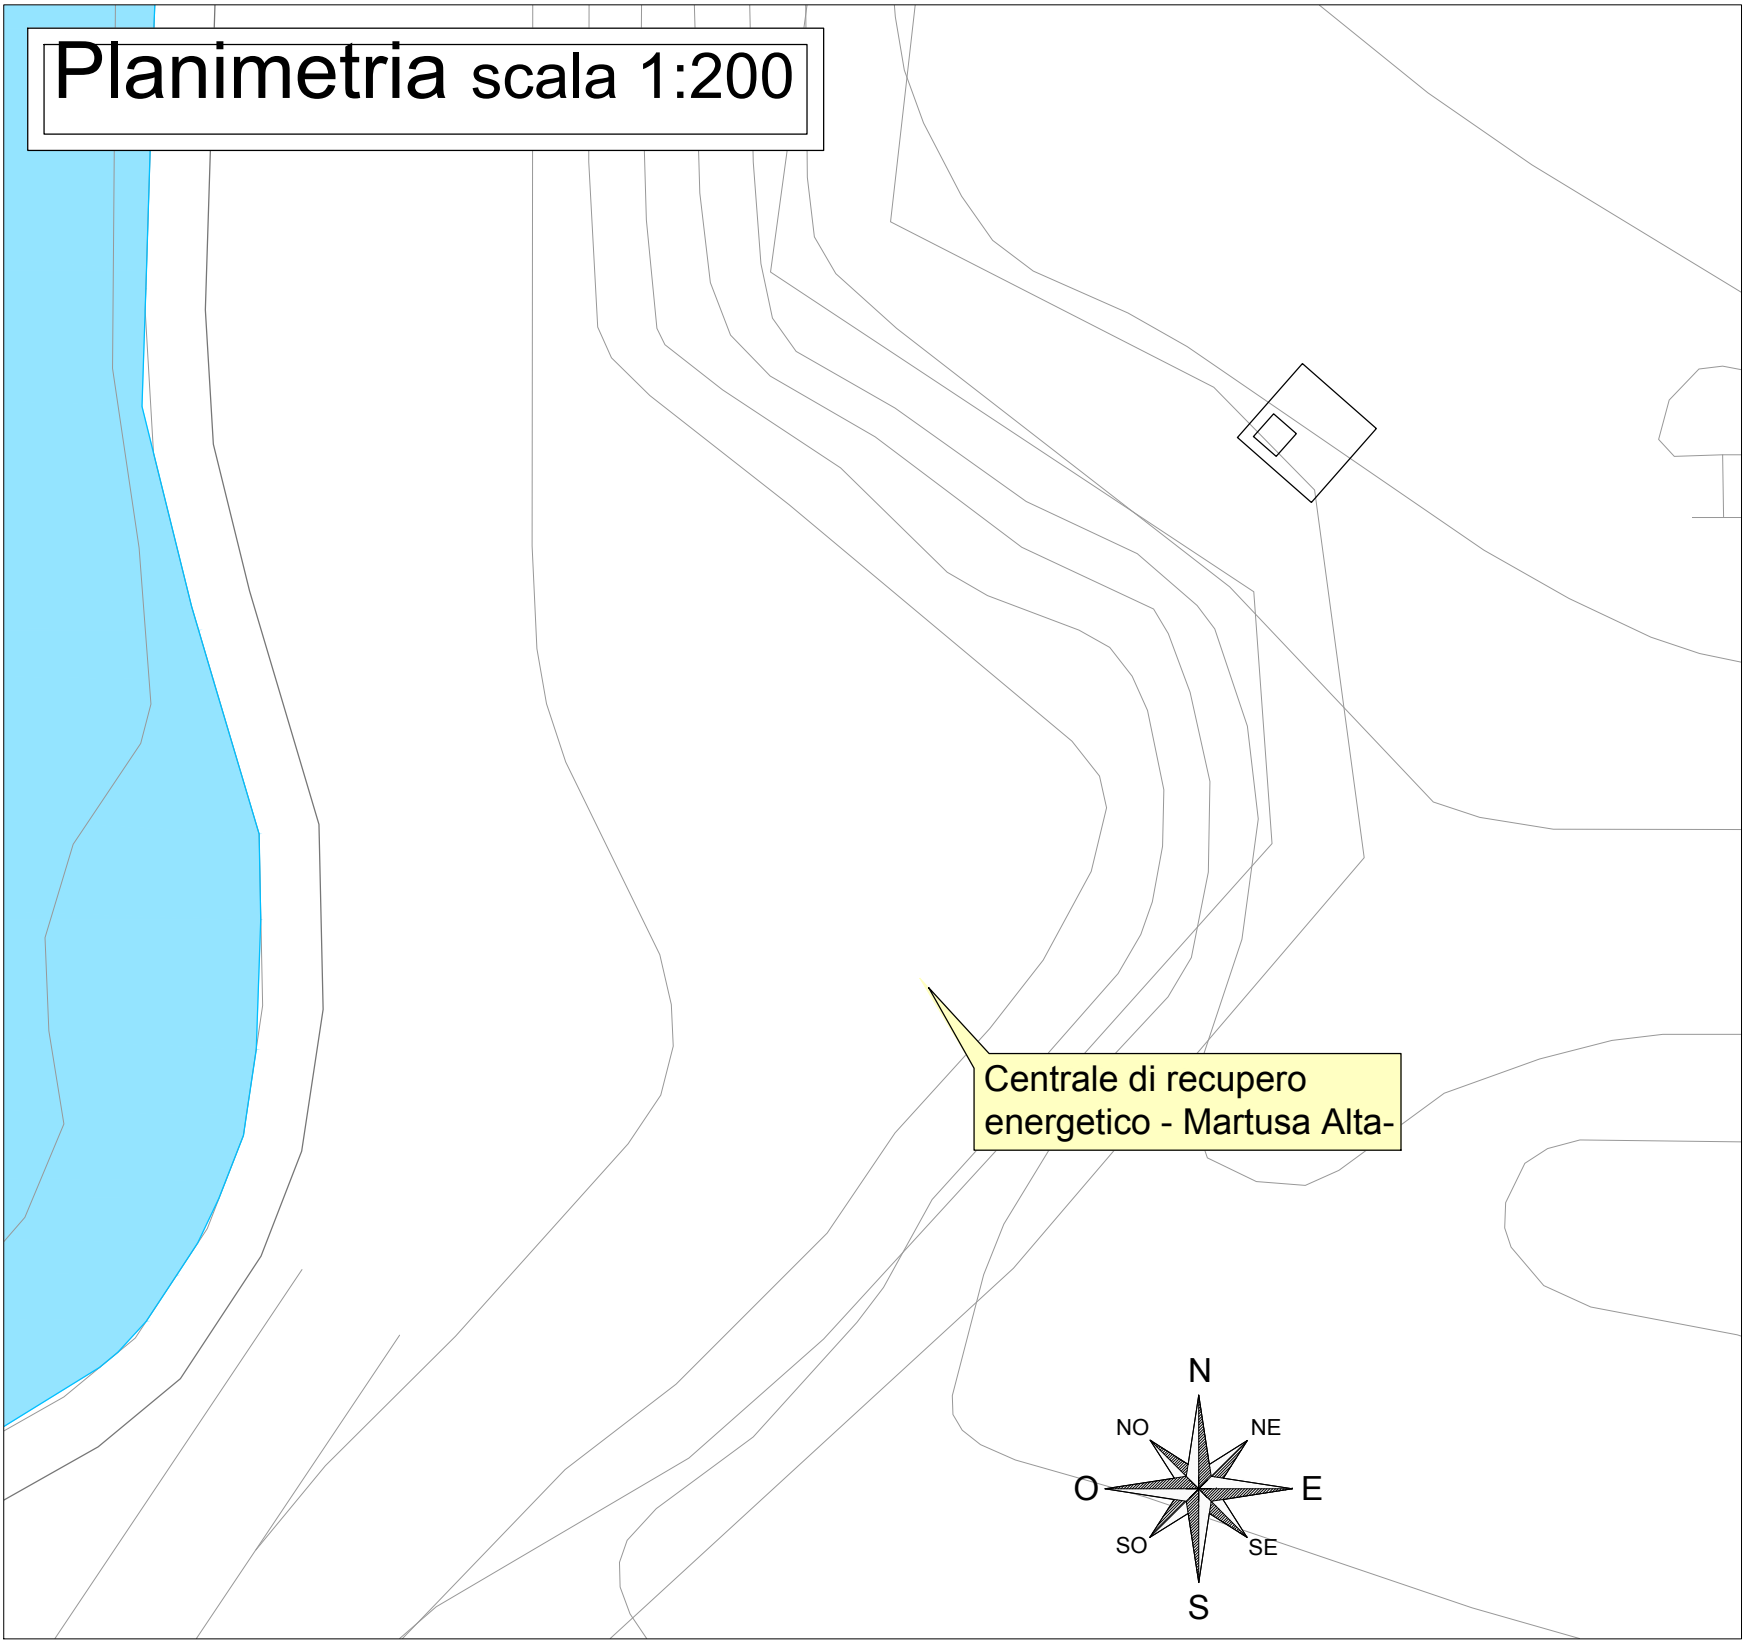 Planimetria scala 1:200
Centrale di recupero
energetico - Martusa Alta-
N
NO NE
O E
SO SE
S